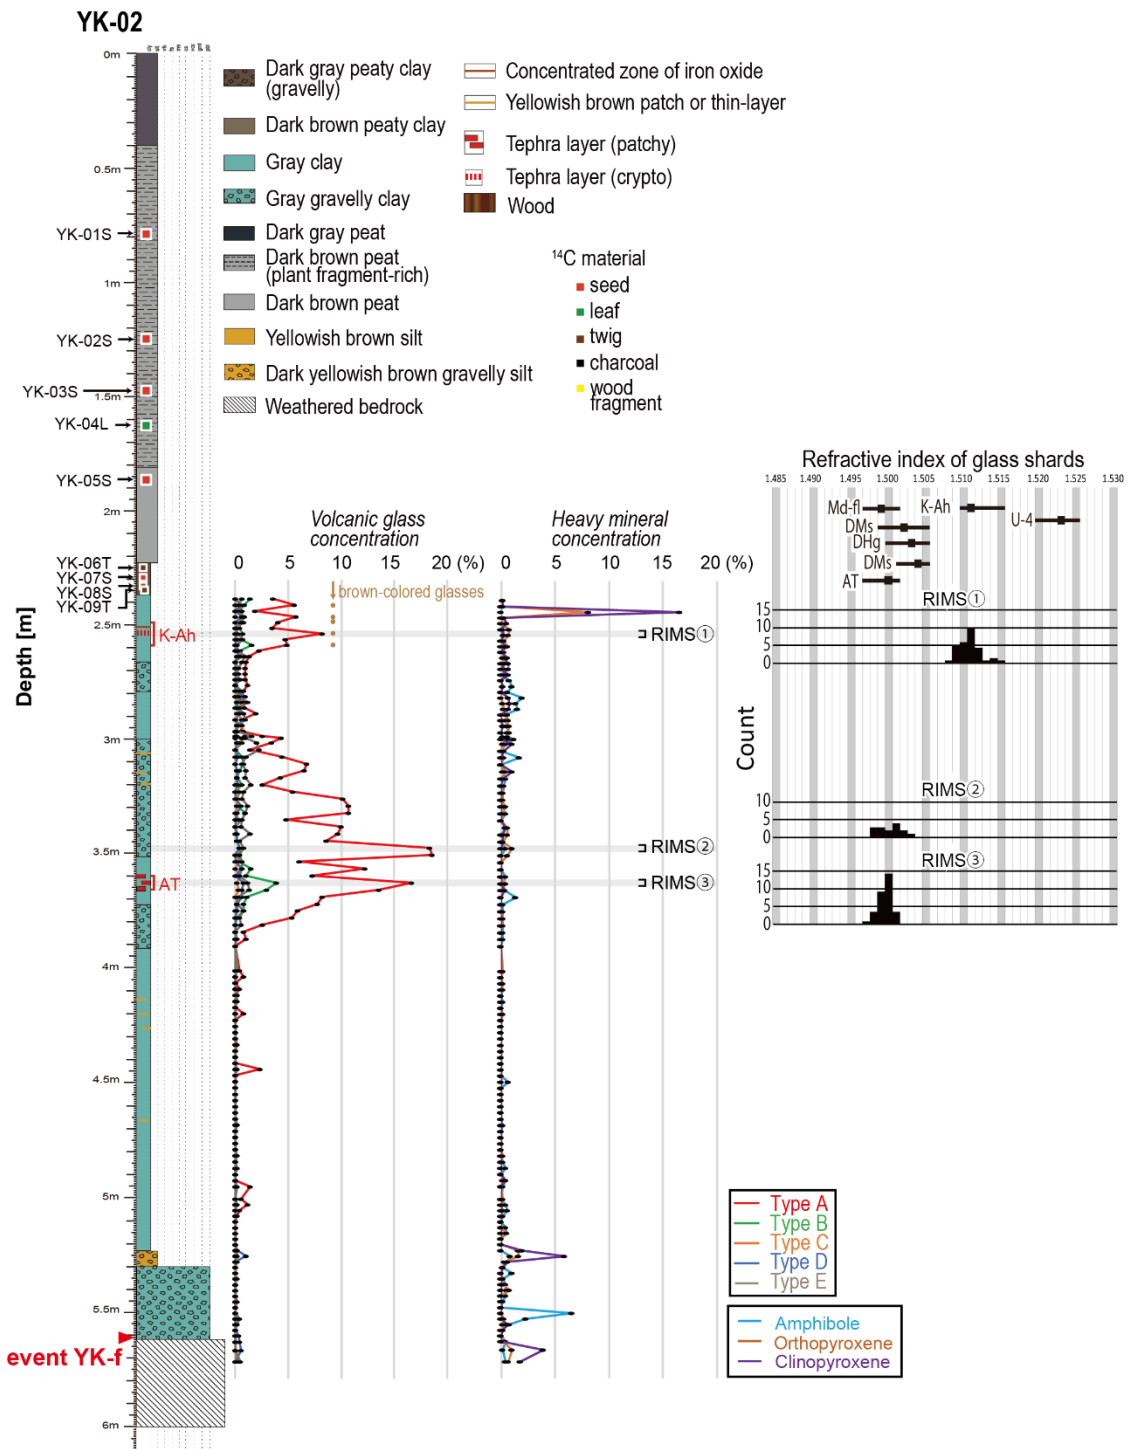 YK-02
0m
0.5m
YK-01S
1m
YK-02S
YK-03S
1.5m
YK-04L
YK-05S
2m
YK-06T
YK-07S
YK-08S
YK-09T
2.5m
K-Ah
Depth [m]
3m
3.5m
AT
4m
4.5m
5m
5.5m
event YK-f
6m
Dark gray peaty clay
(gravelly)
Dark brown peaty clay
Gray clay
Gray gravelly clay
Dark gray peat
Dark brown peat
(plant fragment-rich)
Dark brown peat
Yellowish brown silt
Dark yellowish brown gravelly silt
Weathered bedrock
Concentrated zone of iron oxide
Yellowish brown patch or thin-layer
Tephra layer (patchy)
Tephra layer (crypto)
Wood
14C material
seed
leaf
twig
charcoal
wood
fragment
Volcanic glass
concentration
0 5 10 15 20 (%)
brown-colored glasses
Heavy mineral
concentration
0 5 10 15 20 (%)
RIMS①
RIMS②
RIMS③
Refractive index of glass shards
1.485 1.490 1.495 1.500 1.505 1.510 1.515 1.520 1.525 1.530
Md-fl K-Ah
U-4
DMs
DHg
DMs
AT
RIMS①
15
10
5
0
Count
RIMS②
10
5
0
RIMS③
15
10
5
0
Type A
Type B
Type C
Type D
Type E
Amphibole
Orthopyroxene
Clinopyroxene